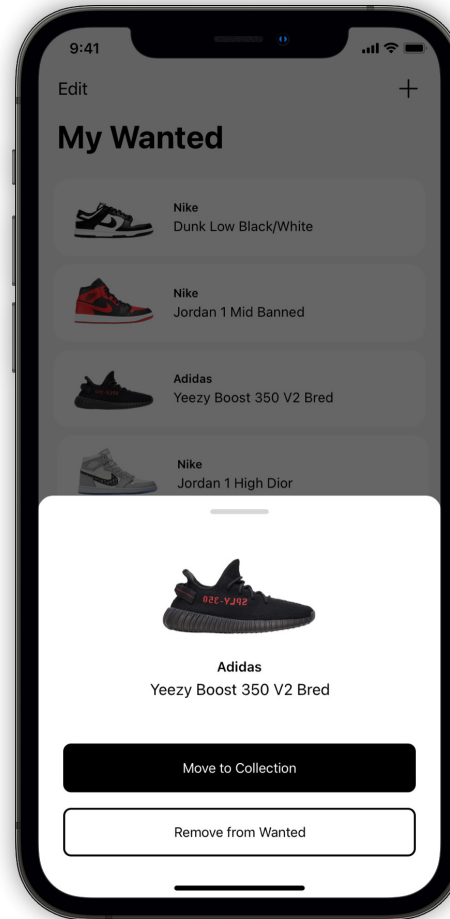 9:41
Edit
My Wanted
Nike
Dunk Low Black/White
Nike
Jordan 1 Mid Banned
Adidas
Yeezy Boost 350 V2 Bred
Nike
Jordan 1 High Dior
SPLY-350
Adidas
Yeezy Boost 350 V2 Bred
Move to Collection
Remove from Wanted